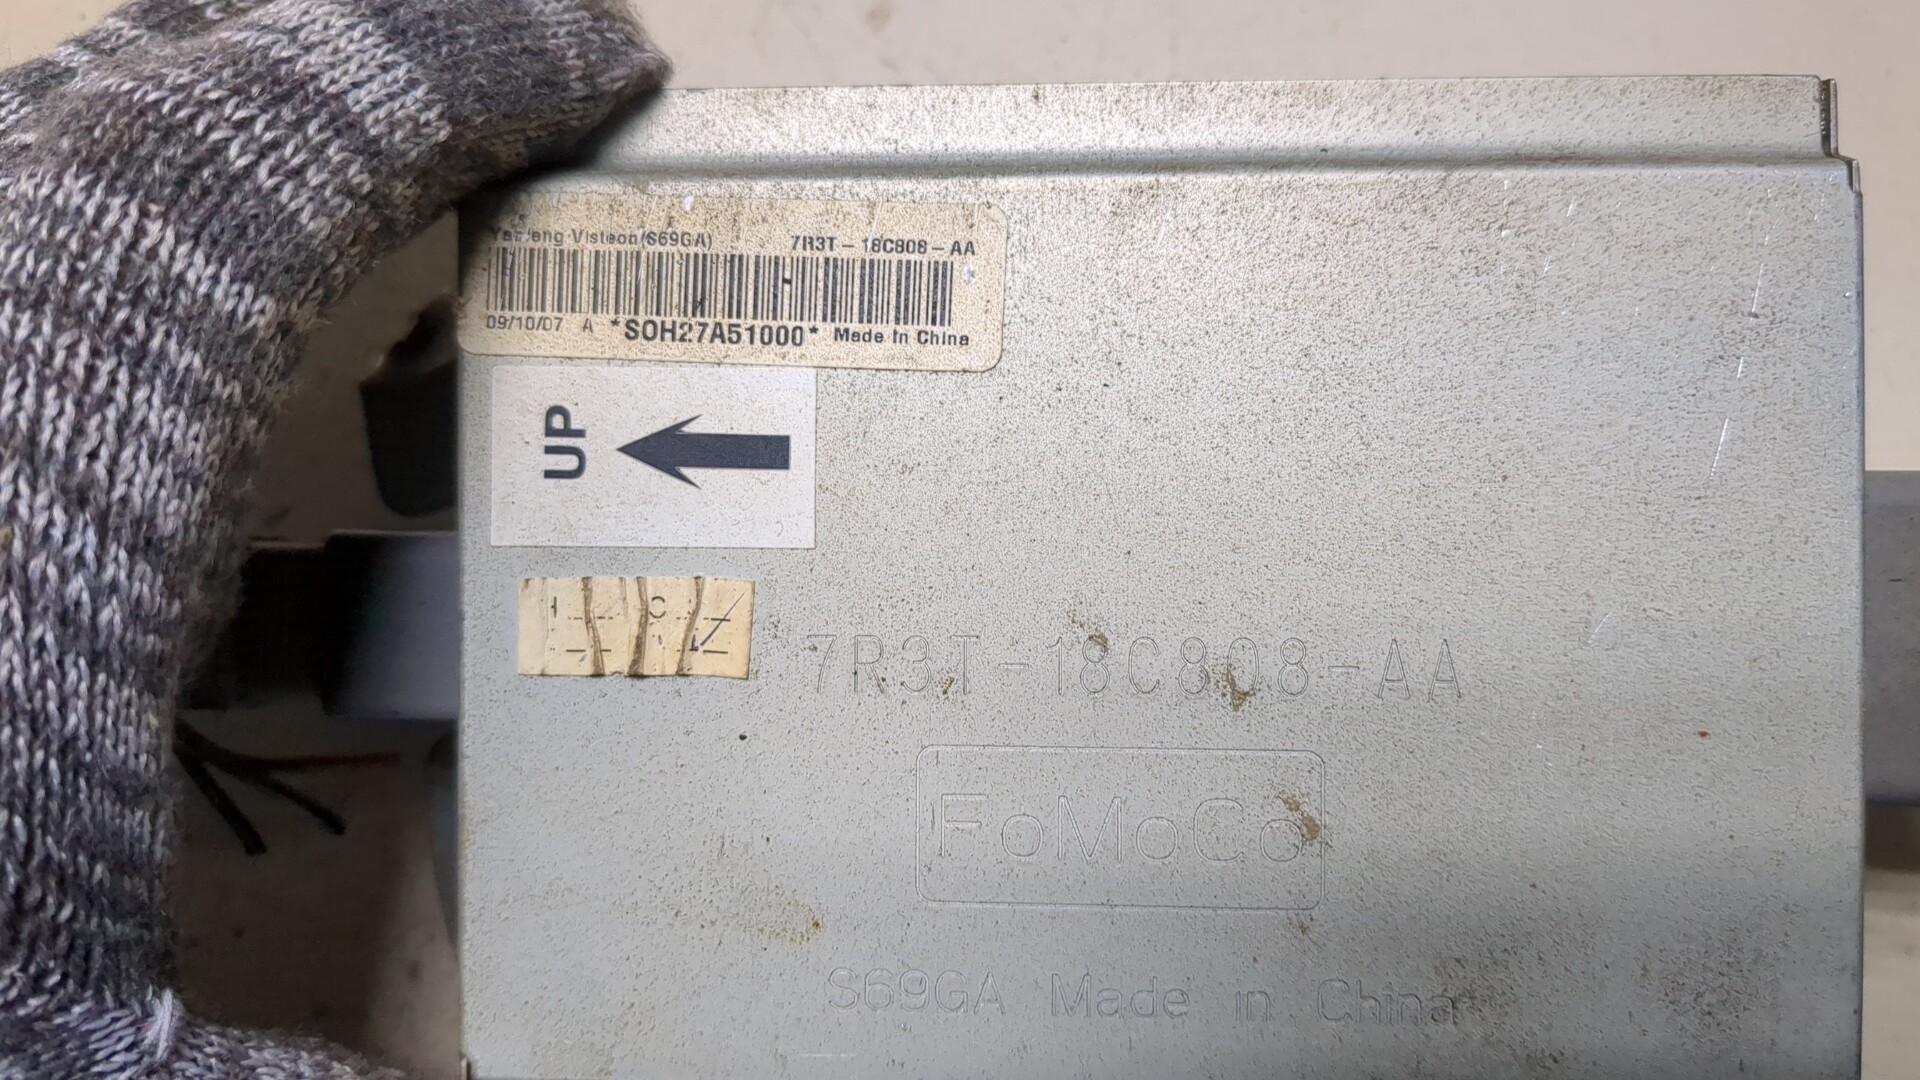 Yanfeng Visteon(S69GA) 7R3T-18C808-AA
09/10/07 A *SOH27A51000* Made In China
UP
7R3T-18C808-AA
FoMoCo
S69GA Made in China